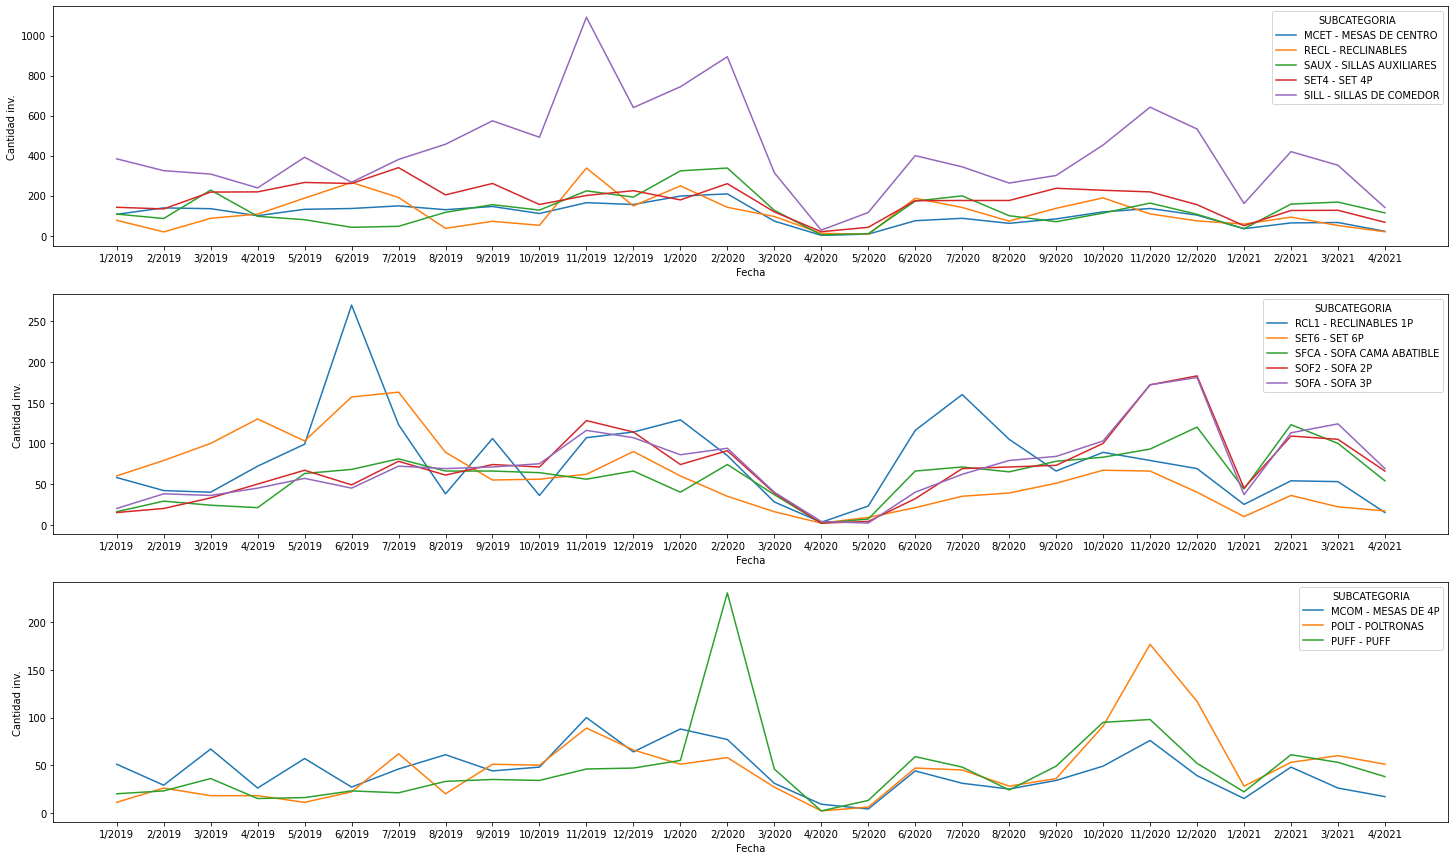 SUBCATEGORIA
MCET - MESAS DE CENTRO
RECL - RECLINABLES
SAUX - SILLAS AUXILIARES
SET4 - SET 4P
SILL - SILLAS DE COMEDOR
Cantidad inv.
1000
800
600
400
200
0
1/2019 2/2019 3/2019 4/2019 5/2019 6/2019 7/2019 8/2019 9/2019 10/2019 11/2019 12/2019 1/2020 2/2020 3/2020 4/2020 5/2020 6/2020 7/2020 8/2020 9/2020 10/2020 11/2020 12/2020 1/2021 2/2021 3/2021 4/2021
Fecha
SUBCATEGORIA
RCL1 - RECLINABLES 1P
SET6 - SET 6P
SFCA - SOFA CAMA ABATIBLE
SOF2 - SOFA 2P
SOFA - SOFA 3P
Cantidad inv.
250
200
150
100
50
0
1/2019 2/2019 3/2019 4/2019 5/2019 6/2019 7/2019 8/2019 9/2019 10/2019 11/2019 12/2019 1/2020 2/2020 3/2020 4/2020 5/2020 6/2020 7/2020 8/2020 9/2020 10/2020 11/2020 12/2020 1/2021 2/2021 3/2021 4/2021
Fecha
SUBCATEGORIA
MCOM - MESAS DE 4P
POLT - POLTRONAS
PUFF - PUFF
Cantidad inv.
200
150
100
50
0
1/2019 2/2019 3/2019 4/2019 5/2019 6/2019 7/2019 8/2019 9/2019 10/2019 11/2019 12/2019 1/2020 2/2020 3/2020 4/2020 5/2020 6/2020 7/2020 8/2020 9/2020 10/2020 11/2020 12/2020 1/2021 2/2021 3/2021 4/2021
Fecha